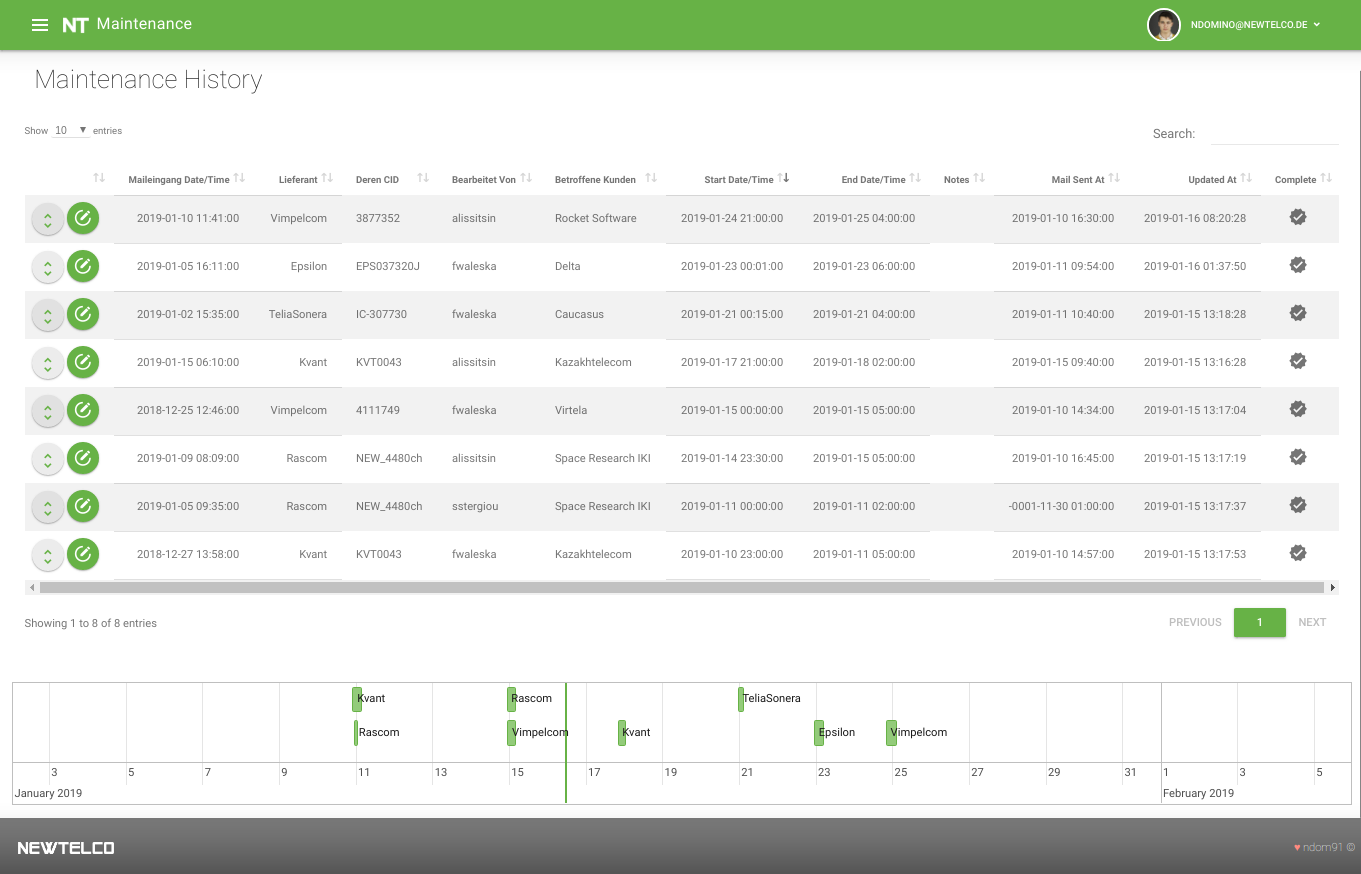 NT Maintenance NDOMINO@NEWTELCO.DE
Maintenance History
Show 10 entries Search:
Maileingang Date/Time Lieferant Deren CID Bearbeitet Von Betroffene Kunden Start Date/Time End Date/Time Notes Mail Sent At Updated At Complete
2019-01-10 11:41:00 Vimpelcom 3877352 alissitsin Rocket Software 2019-01-24 21:00:00 2019-01-25 04:00:00 2019-01-10 16:30:00 2019-01-16 08:20:28
2019-01-05 16:11:00 Epsilon EPS037320J fwaleska Delta 2019-01-23 00:01:00 2019-01-23 06:00:00 2019-01-11 09:54:00 2019-01-16 01:37:50
2019-01-02 15:35:00 TeliaSonera IC-307730 fwaleska Caucasus 2019-01-21 00:15:00 2019-01-21 04:00:00 2019-01-11 10:40:00 2019-01-15 13:18:28
2019-01-15 06:10:00 Kvant KVT0043 alissitsin Kazakhtelecom 2019-01-17 21:00:00 2019-01-18 02:00:00 2019-01-15 09:40:00 2019-01-15 13:16:28
2018-12-25 12:46:00 Vimpelcom 4111749 fwaleska Virtela 2019-01-15 00:00:00 2019-01-15 05:00:00 2019-01-10 14:34:00 2019-01-15 13:17:04
2019-01-09 08:09:00 Rascom NEW_4480ch alissitsin Space Research IKI 2019-01-14 23:30:00 2019-01-15 05:00:00 2019-01-10 16:45:00 2019-01-15 13:17:19
2019-01-05 09:35:00 Rascom NEW_4480ch sstergiou Space Research IKI 2019-01-11 00:00:00 2019-01-11 02:00:00 -0001-11-30 01:00:00 2019-01-15 13:17:37
2018-12-27 13:58:00 Kvant KVT0043 fwaleska Kazakhtelecom 2019-01-10 23:00:00 2019-01-11 05:00:00 2019-01-10 14:57:00 2019-01-15 13:17:53
Showing 1 to 8 of 8 entries PREVIOUS 1 NEXT
Kvant Rascom TeliaSonera
Rascom Vimpelcom Kvant Epsilon Vimpelcom
3 5 7 9 11 13 15 17 19 21 23 25 27 29 31 1 3 5
January 2019 February 2019
NEWTELCO ♥ ndom91 ©